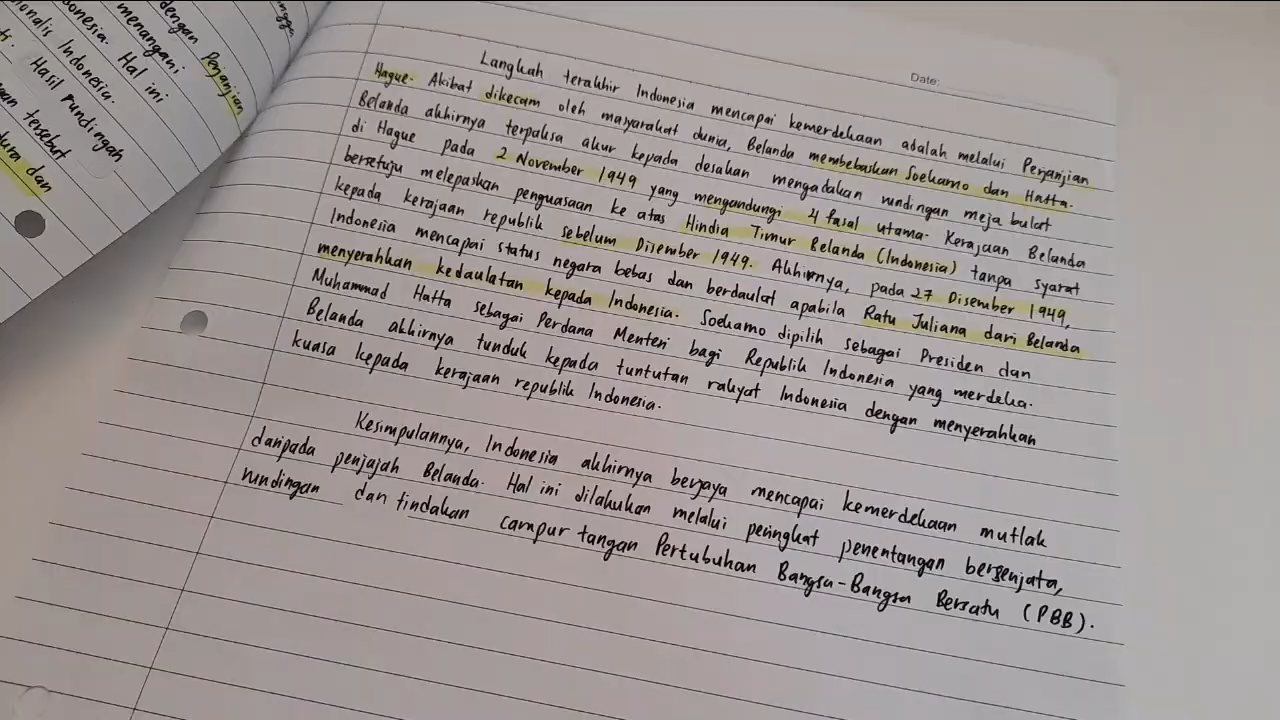 ingga
dengan Perjanjian
menangani
onesia. Hal ini
ionalis Indonesia.
ti. Hasil rundingan
tersebut
dura dan
Date:
Langkah terakhir Indonesia mencapai kemerdekaan adalah melalui Perjanjian
Hague. Akibat dikecam oleh masyarakat dunia, Belanda membebaskan Soekarno dan Hatta.
Belanda akhirnya terpaksa akur kepada desakan mengadakan rundingan meja bulat
di Hague pada 2 November 1949 yang mengandungi 4 fasal utama. Kerajaan Belanda
bersetuju melepaskan penguasaan ke atas Hindia Timur Belanda (Indonesia) tanpa syarat
kepada kerajaan republik sebelum Disember 1949. Akhirnya, pada 27 Disember 1949,
Indonesia mencapai status negara bebas dan berdaulat apabila Ratu Juliana dari Belanda
menyerahkan kedaulatan kepada Indonesia. Soekarno dipilih sebagai Presiden dan
Muhammad Hatta sebagai Perdana Menteri bagi Republik Indonesia yang merdeka.
Belanda akhirnya tunduk kepada tuntutan rakyat Indonesia dengan menyerahkan
kuasa kepada kerajaan republik Indonesia.
Kesimpulannya, Indonesia akhirnya berjaya mencapai kemerdekaan mutlak
daripada penjajah Belanda. Hal ini dilakukan melalui peringkat penentangan bersenjata,
rundingan dan tindakan campur tangan Pertubuhan Bangsa-Bangsa Bersatu (PBB).